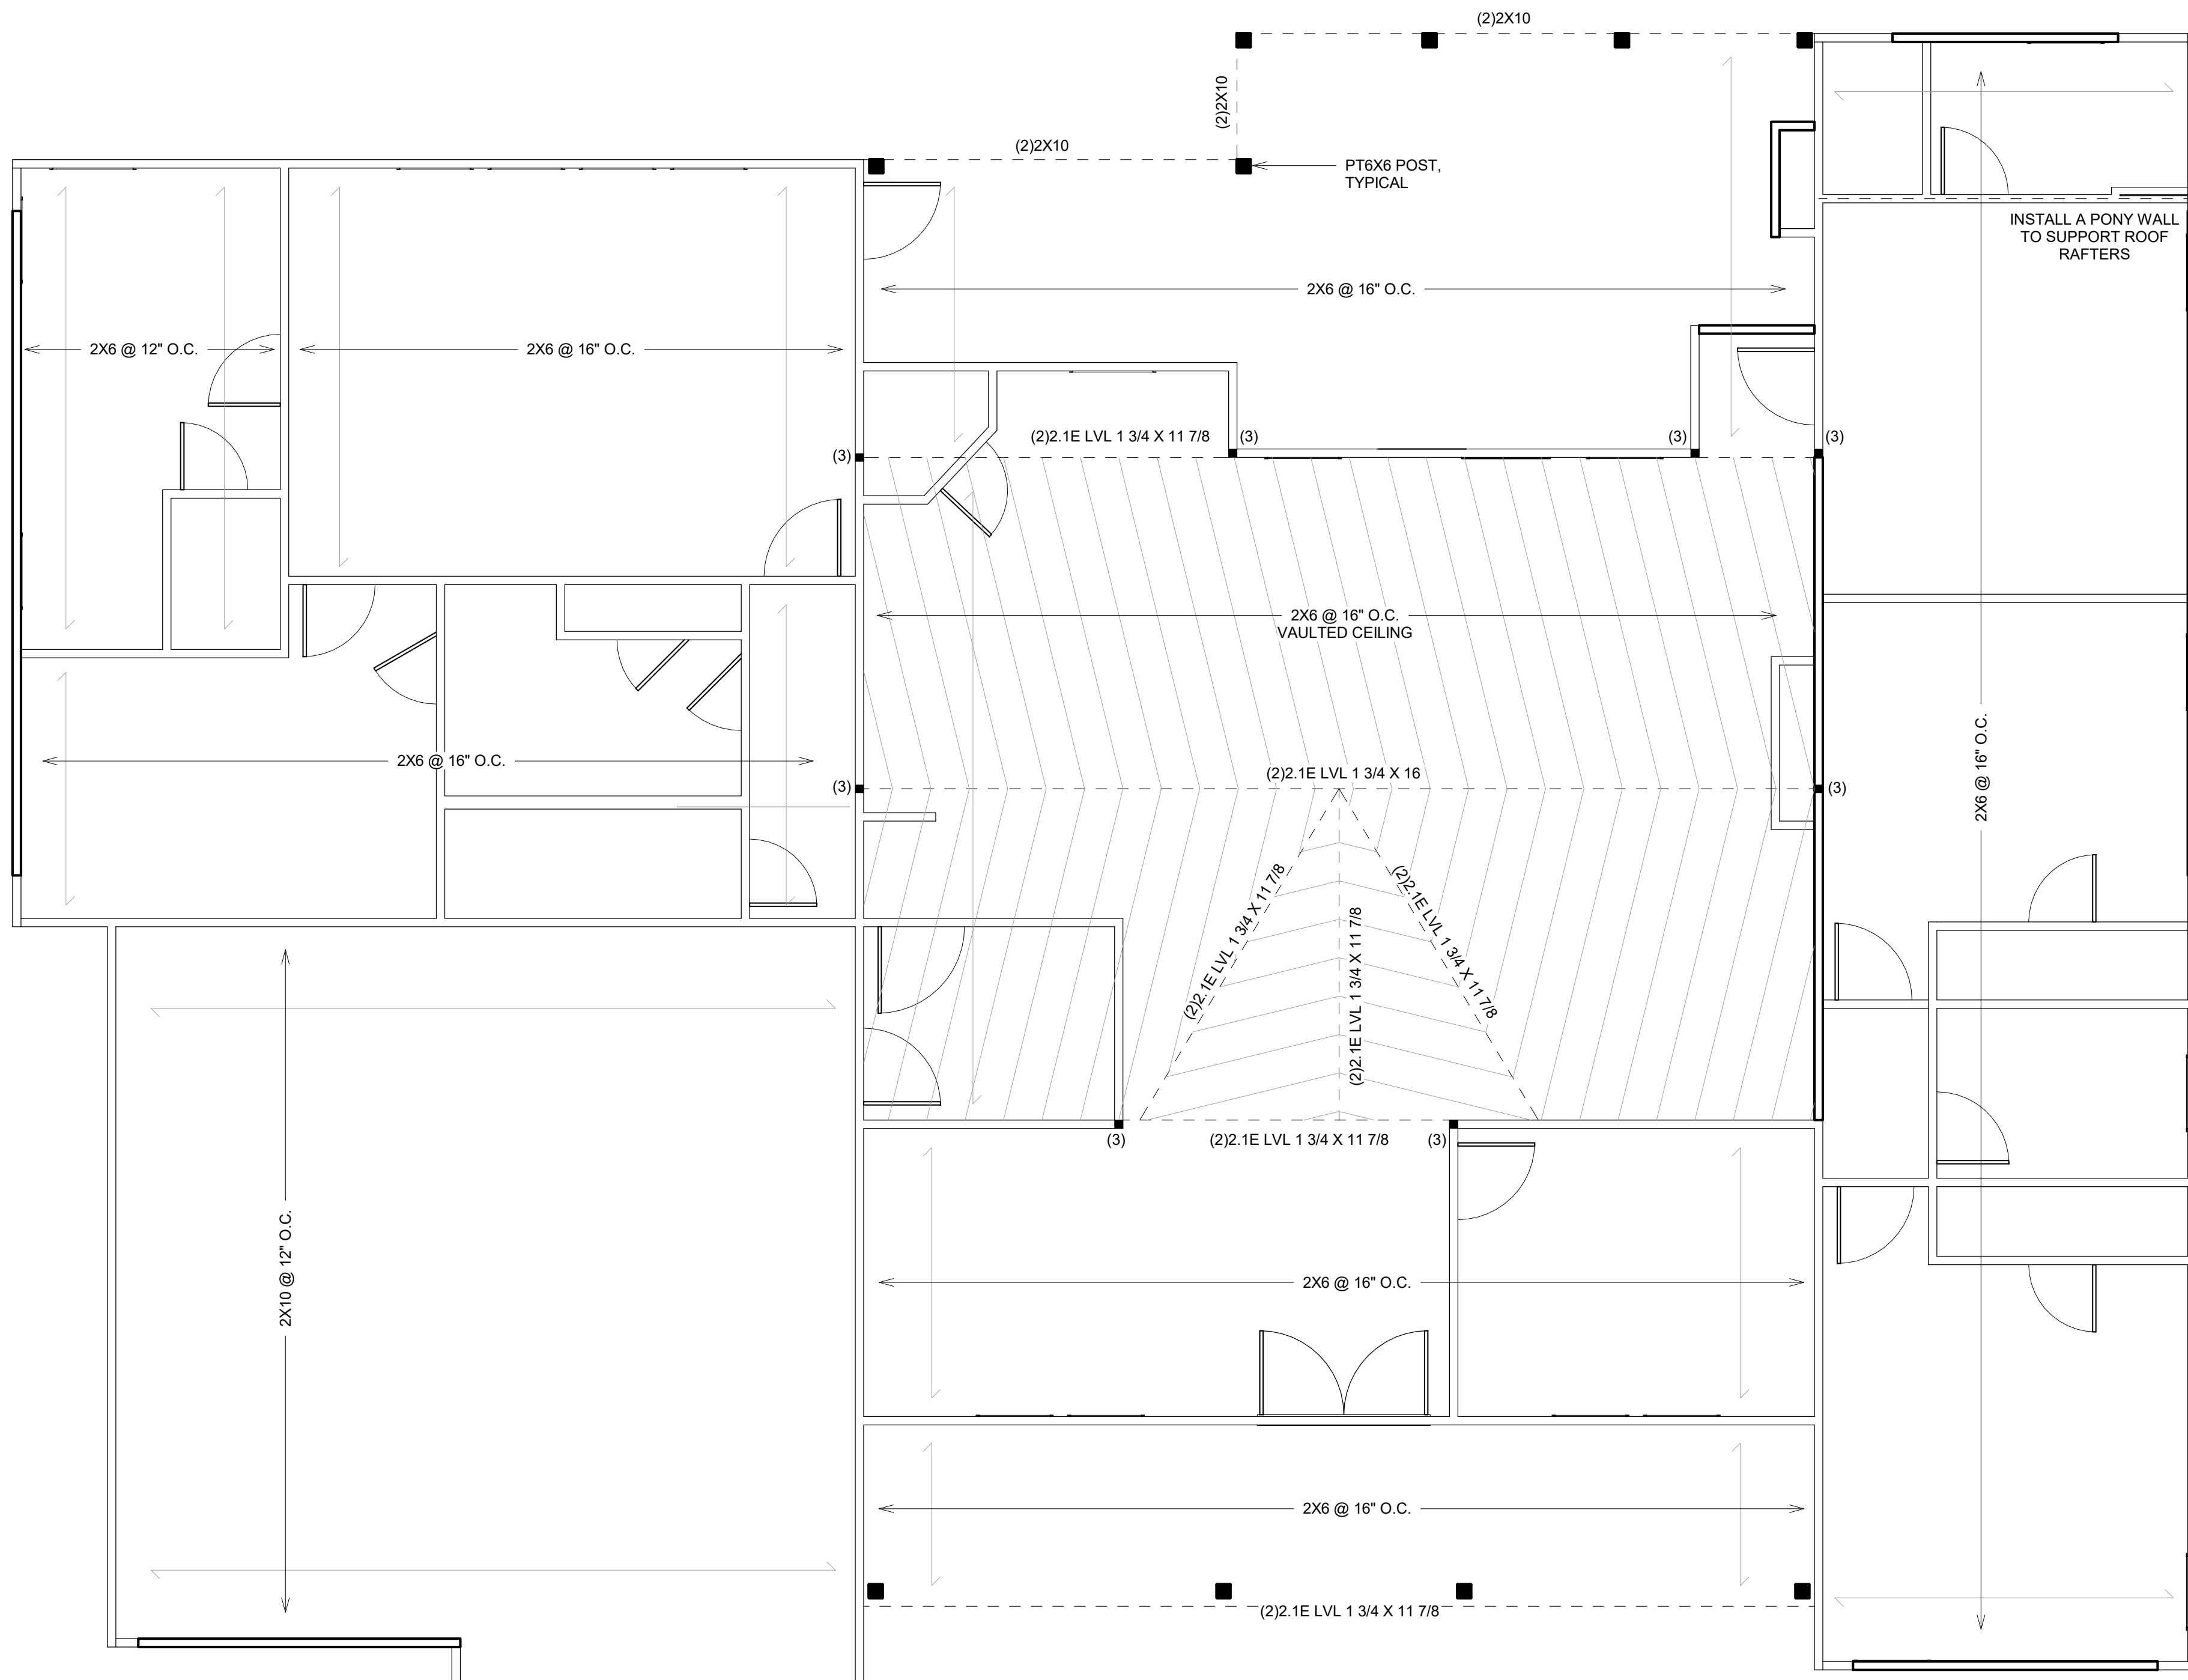 (2)2X10
(2)2X10
(2)2X10
PT6X6 POST,
TYPICAL
INSTALL A PONY WALL
TO SUPPORT ROOF
RAFTERS
2X6 @ 16" O.C.
2X6 @ 12" O.C.
2X6 @ 16" O.C.
(2)2.1E LVL 1 3/4 X 11 7/8
(3)
(3)
(3)
(3)
2X6 @ 16" O.C.
VAULTED CEILING
2X6 @ 16" O.C.
2X6 @ 16" O.C.
(2)2.1E LVL 1 3/4 X 16
(3)
(3)
(2)2.1E LVL 1 3/4 X 11 7/8
(2)2.1E LVL 1 3/4 X 11 7/8
(2)2.1E LVL 1 3/4 X 11 7/8
(3)
(2)2.1E LVL 1 3/4 X 11 7/8
(3)
2X10 @ 12" O.C.
2X6 @ 16" O.C.
2X6 @ 16" O.C.
(2)2.1E LVL 1 3/4 X 11 7/8